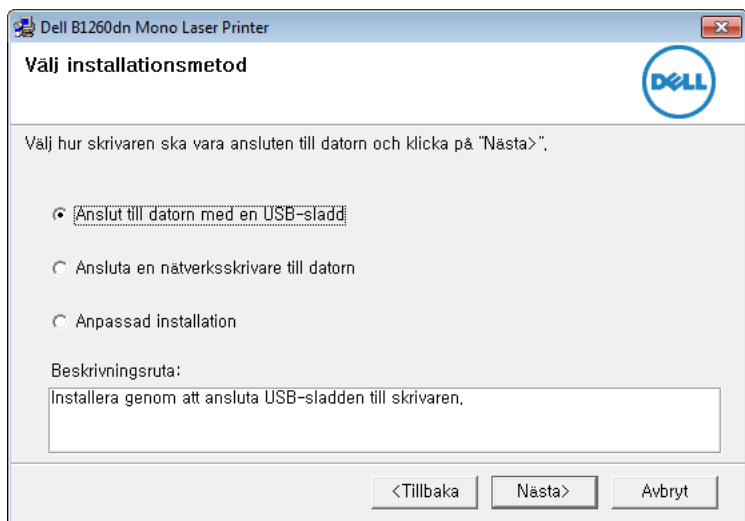 Dell B1260dn Mono Laser Printer
Välj installationsmetod
DELL
Välj hur skrivaren ska vara ansluten till datorn och klicka på "Nästa>".
Anslut till datorn med en USB-sladd
Ansluta en nätverksskrivare till datorn
Anpassad installation
Beskrivningsruta:
Installera genom att ansluta USB-sladden till skrivaren.
<Tillbaka
Nästa>
Avbryt